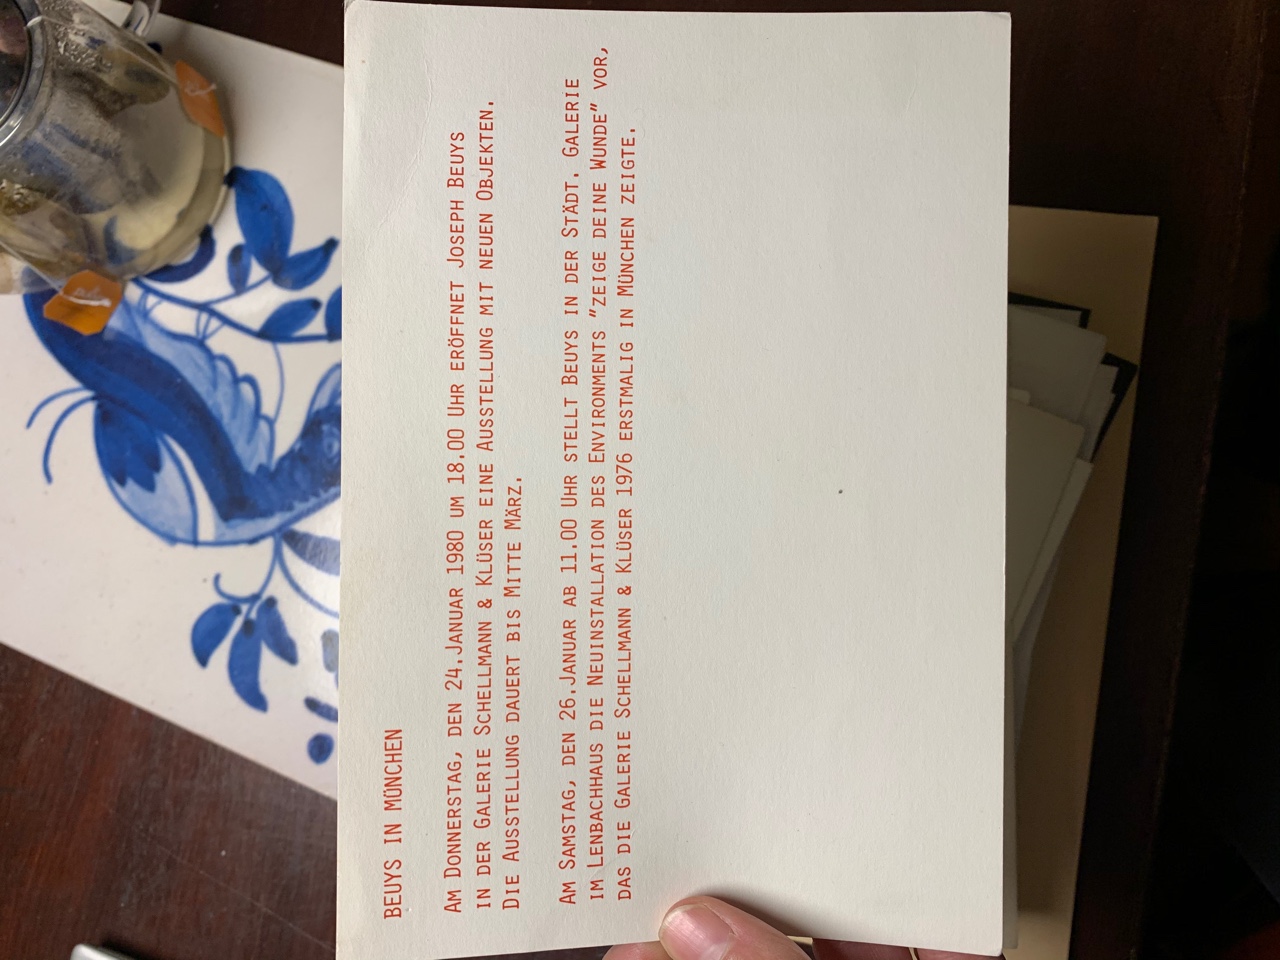 BEUYS IN MÜNCHEN
AM DONNERSTAG, DEN 24.JANUAR 1980 UM 18.00 UHR ERÖFFNET JOSEPH BEUYS
IN DER GALERIE SCHELLMANN & KLÜSER EINE AUSSTELLUNG MIT NEUEN OBJEKTEN.
DIE AUSSTELLUNG DAUERT BIS MITTE MÄRZ.
AM SAMSTAG, DEN 26.JANUAR AB 11.00 UHR STELLT BEUYS IN DER STÄDT. GALERIE
IM LENBACHHAUS DIE NEUINSTALLATION DES ENVIRONMENTS "ZEIGE DEINE WUNDE" VOR,
DAS DIE GALERIE SCHELLMANN & KLÜSER 1976 ERSTMALIG IN MÜNCHEN ZEIGTE.